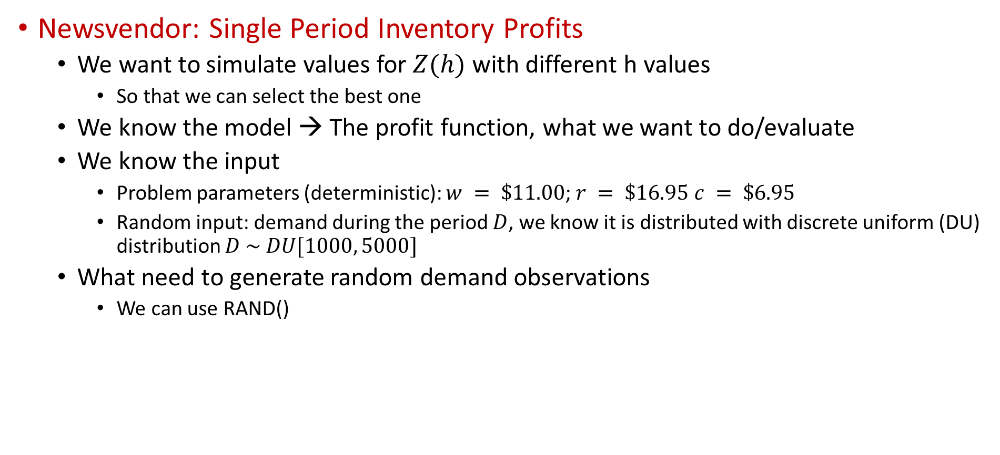 • Newsvendor: Single Period Inventory Profits
• We want to simulate values for 𝑍(ℎ) with different h values
• So that we can select the best one
• We know the model → The profit function, what we want to do/evaluate
• We know the input
• Problem parameters (deterministic): 𝑤 = $11.00; 𝑟 = $16.95 𝑐 = $6.95
• Random input: demand during the period 𝐷, we know it is distributed with discrete uniform (DU)
distribution 𝐷 ~ 𝐷𝑈[1000, 5000]
• What need to generate random demand observations
• We can use RAND()